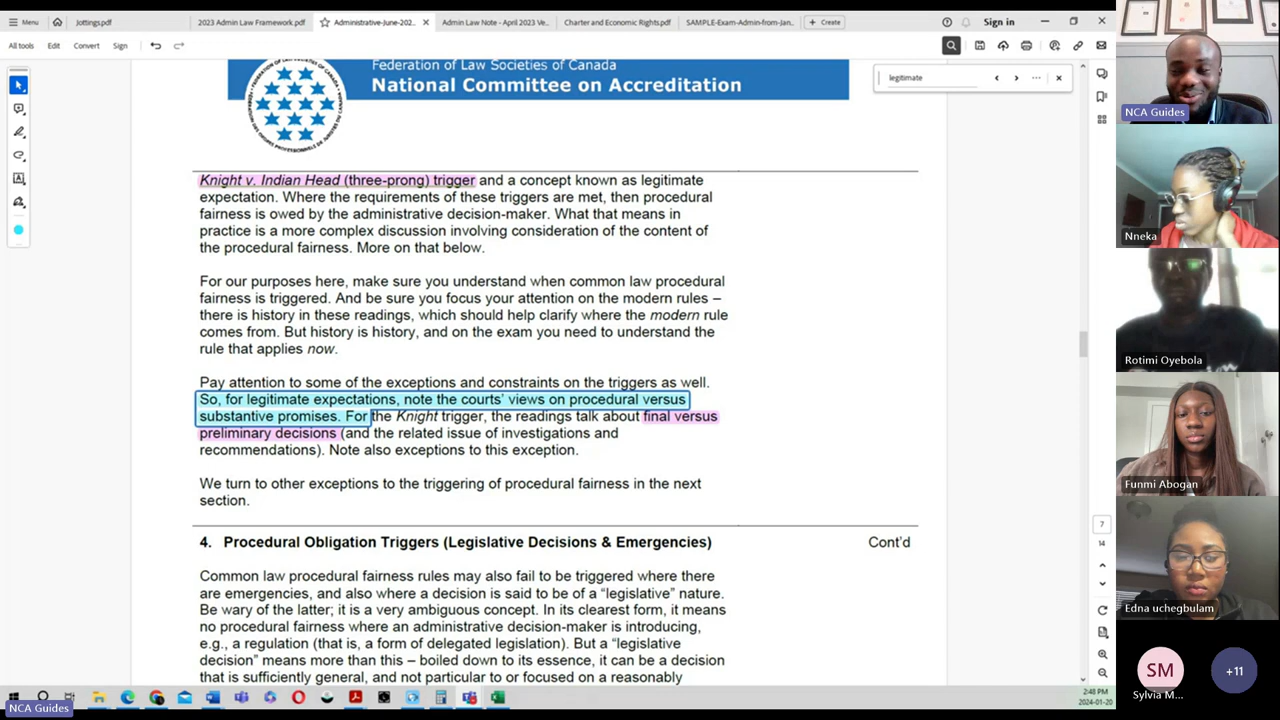 Menu
Jottings.pdf
2023 Admin Law Framework.pdf
Administrative-June-202...
Admin Law Note - April 2023 Ve...
Charter and Economic Rights.pdf
SAMPLE-Exam-Admin-from-Jan...
Create
Sign in
All tools
Edit
Convert
Sign
legitimate
Federation of Law Societies of Canada
National Committee on Accreditation
Knight v. Indian Head (three-prong) trigger and a concept known as legitimate
expectation. Where the requirements of these triggers are met, then procedural
fairness is owed by the administrative decision-maker. What that means in
practice is a more complex discussion involving consideration of the content of
the procedural fairness. More on that below.
For our purposes here, make sure you understand when common law procedural
fairness is triggered. And be sure you focus your attention on the modern rules –
there is history in these readings, which should help clarify where the modern rule
comes from. But history is history, and on the exam you need to understand the
rule that applies now.
Pay attention to some of the exceptions and constraints on the triggers as well.
So, for legitimate expectations, note the courts' views on procedural versus
substantive promises. For the Knight trigger, the readings talk about final versus
preliminary decisions (and the related issue of investigations and
recommendations). Note also exceptions to this exception.
We turn to other exceptions to the triggering of procedural fairness in the next
section.
4. Procedural Obligation Triggers (Legislative Decisions & Emergencies) Cont'd
Common law procedural fairness rules may also fail to be triggered where there
are emergencies, and also where a decision is said to be of a “legislative” nature.
Be wary of the latter; it is a very ambiguous concept. In its clearest form, it means
no procedural fairness where an administrative decision-maker is introducing,
e.g., a regulation (that is, a form of delegated legislation). But a “legislative
decision” means more than this – boiled down to its essence, it can be a decision
that is sufficiently general, and not particular to or focused on a reasonably
7
14
2:48 PM
2024-01-20
NCA Guides
NCA Guides
Nneka
Rotimi Oyebola
Funmi Abogan
Edna uchegbulam
SM
Sylvia M...
+11